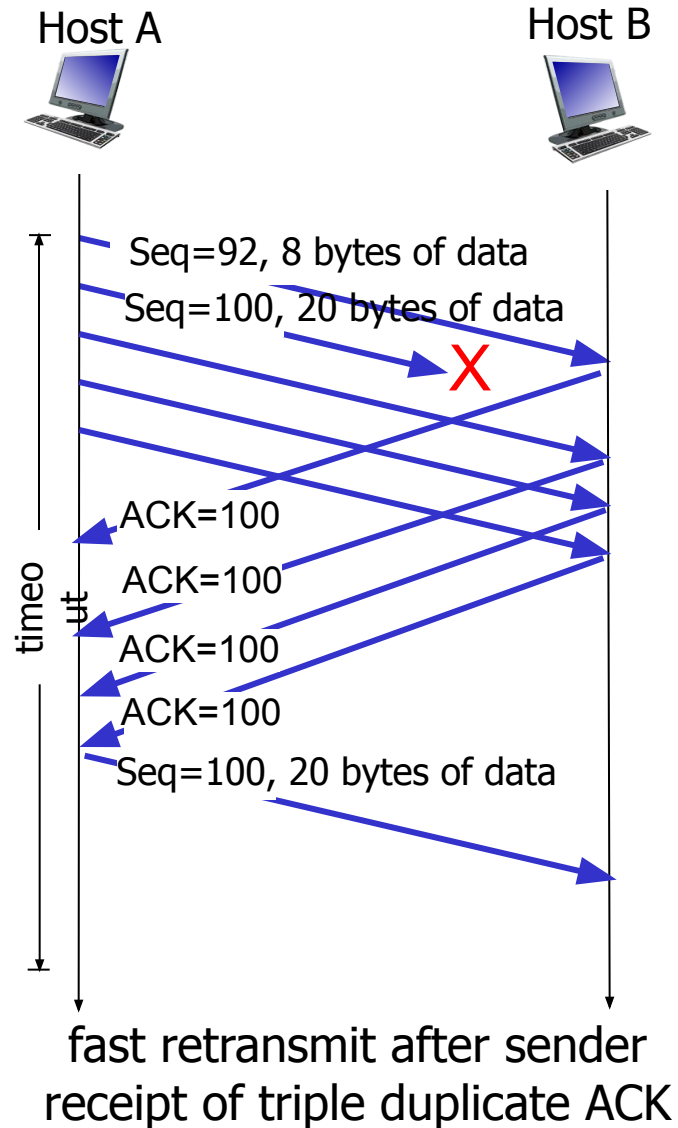 Host A
Host B
Seq=92, 8 bytes of data
Seq=100, 20 bytes of data
X
ACK=100
timeo
ut
ACK=100
ACK=100
ACK=100
Seq=100, 20 bytes of data
fast retransmit after sender
receipt of triple duplicate ACK